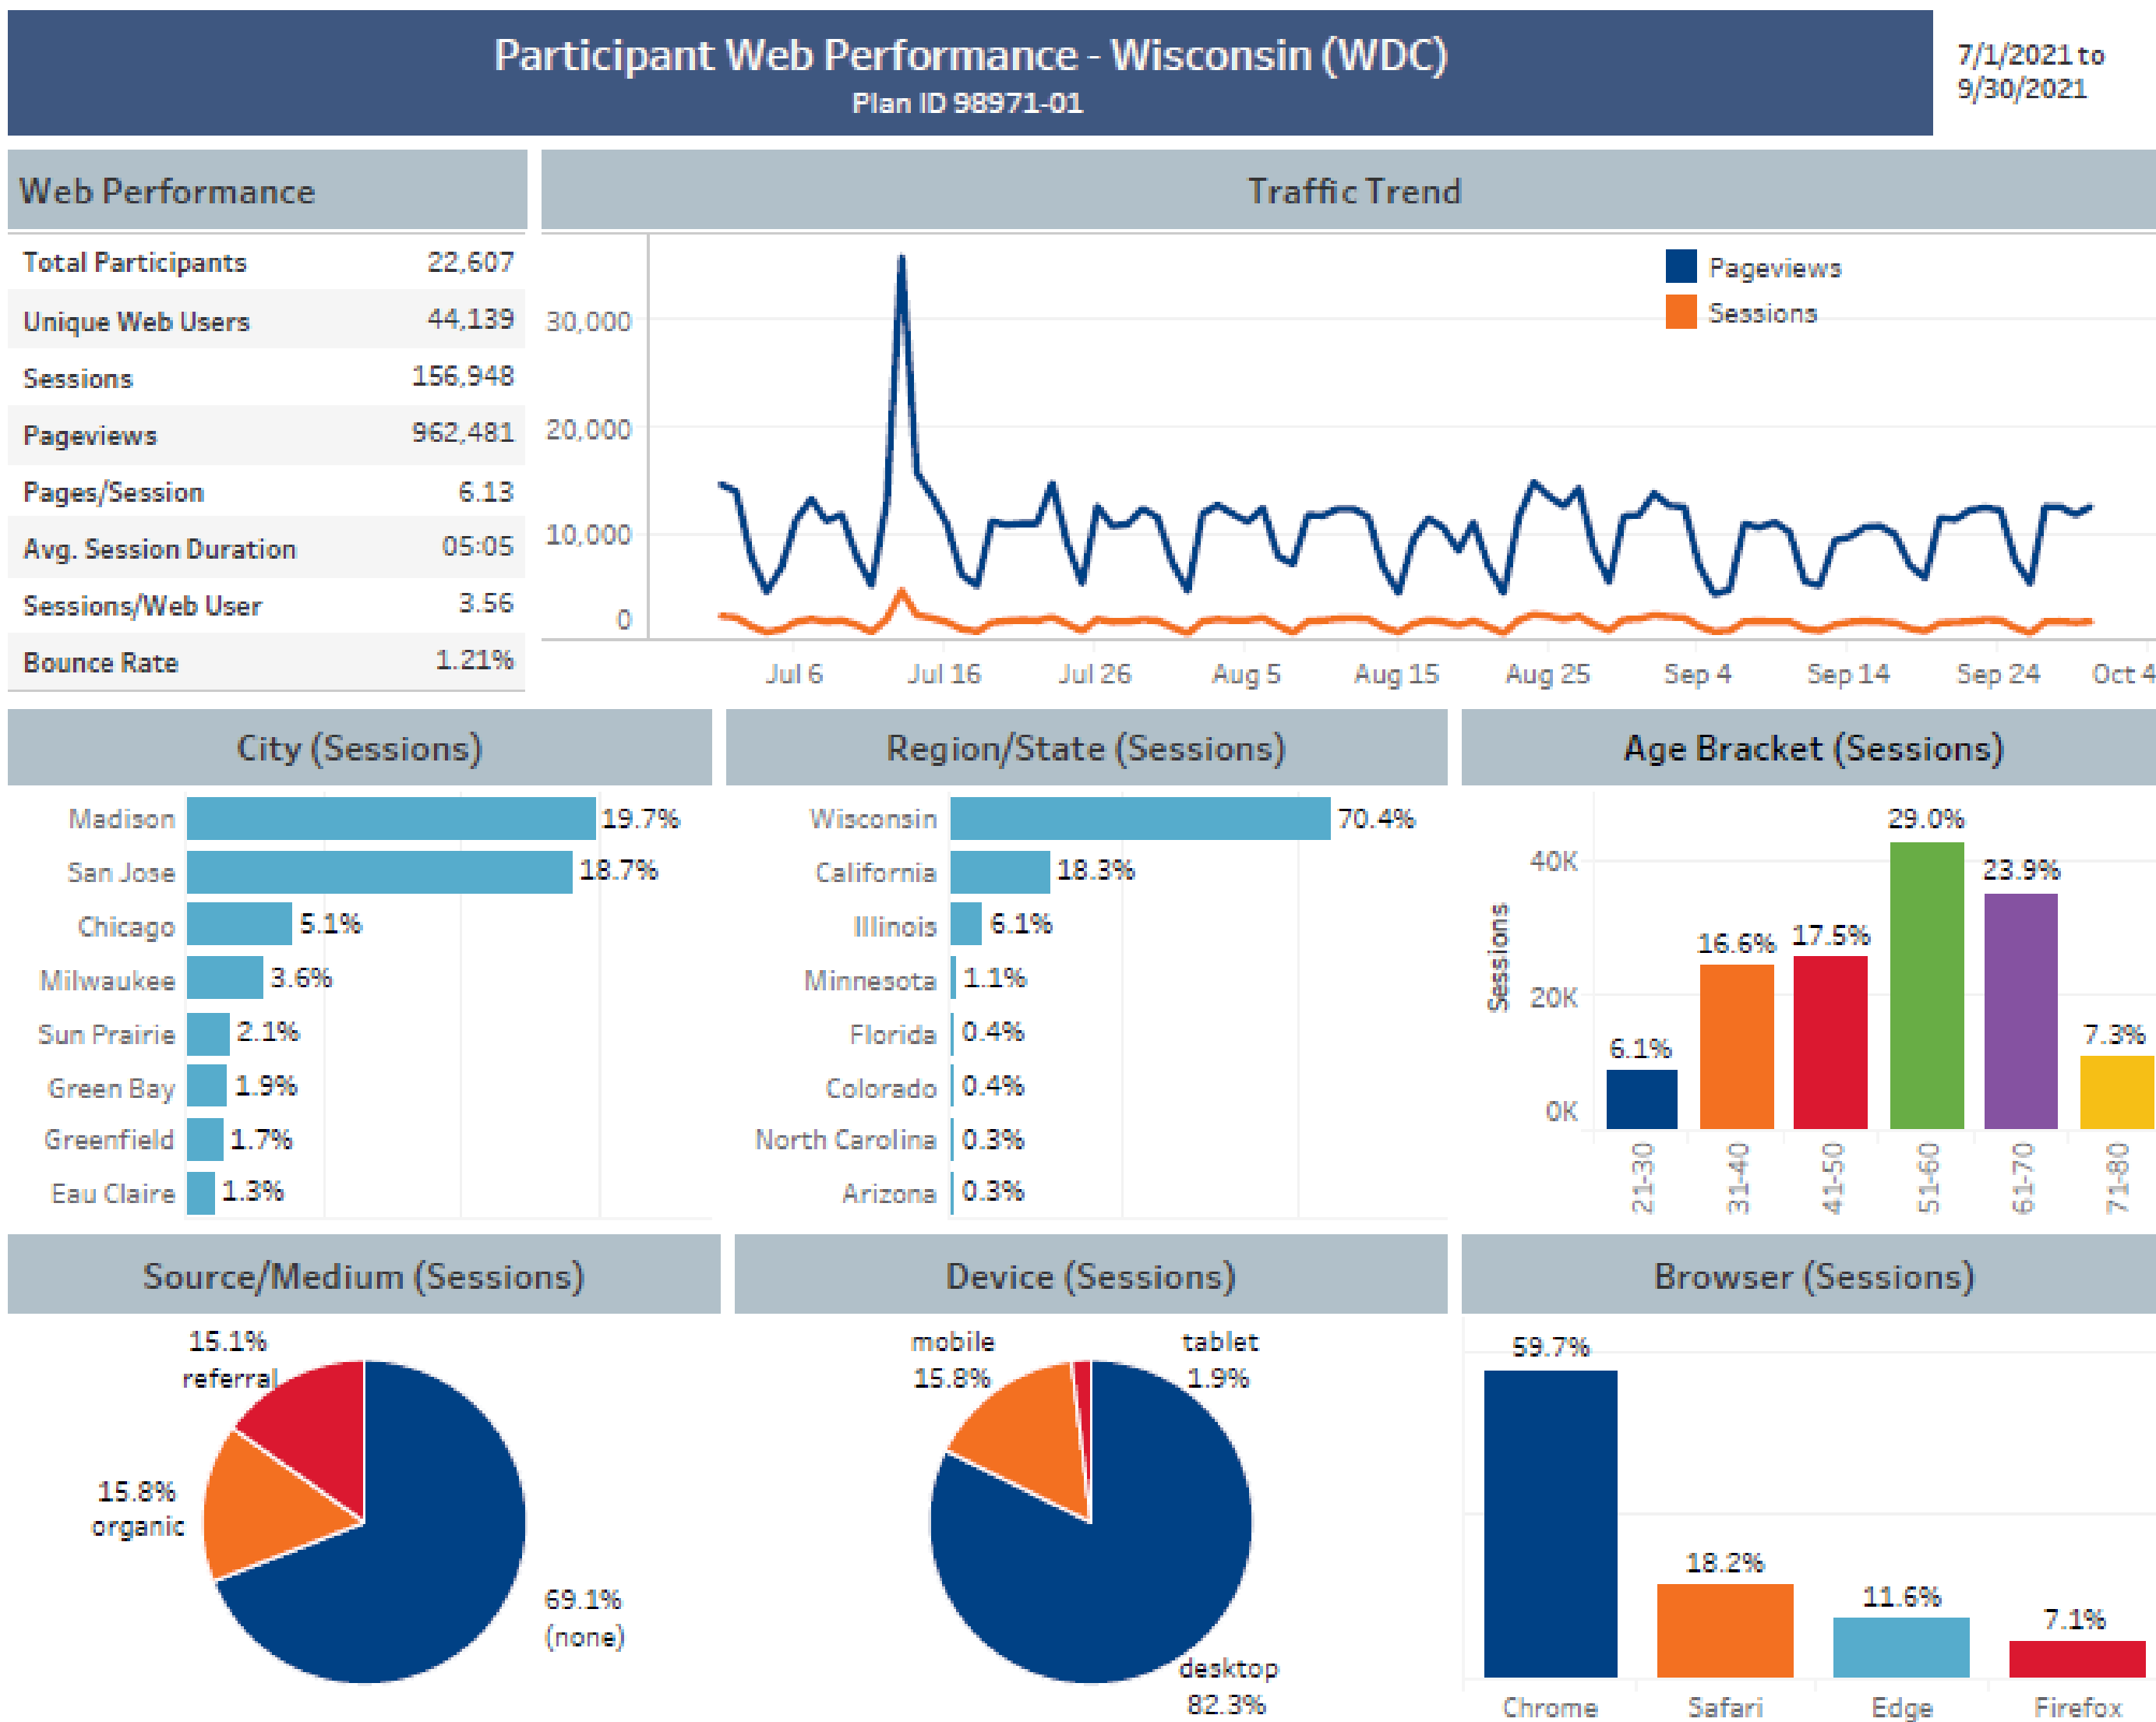 Participant Web Performance - Wisconsin (WDC)
Plan ID 98971-01
7/1/2021 to
9/30/2021
Web Performance
Total Participants 22,607
Unique Web Users 44,139
Sessions 156,948
Pageviews 962,481
Pages/Session 6.13
Avg. Session Duration 05:05
Sessions/Web User 3.56
Bounce Rate 1.21%
Traffic Trend
Pageviews
Sessions
30,000
20,000
10,000
0
Jul 6 Jul 16 Jul 26 Aug 5 Aug 15 Aug 25 Sep 4 Sep 14 Sep 24 Oct 4
City (Sessions)
Madison 19.7%
San Jose 18.7%
Chicago 5.1%
Milwaukee 3.6%
Sun Prairie 2.1%
Green Bay 1.9%
Greenfield 1.7%
Eau Claire 1.3%
Region/State (Sessions)
Wisconsin 70.4%
California 18.3%
Illinois 6.1%
Minnesota 1.1%
Florida 0.4%
Colorado 0.4%
North Carolina 0.3%
Arizona 0.3%
Age Bracket (Sessions)
Sessions
40K
20K
0K
6.1% 16.6% 17.5% 29.0% 23.9% 7.3%
21-30 31-40 41-50 51-60 61-70 71-80
Source/Medium (Sessions)
15.1%
referral
15.8%
organic
69.1%
(none)
Device (Sessions)
mobile
15.8%
tablet
1.9%
desktop
82.3%
Browser (Sessions)
59.7% 18.2% 11.6% 7.1%
Chrome Safari Edge Firefox